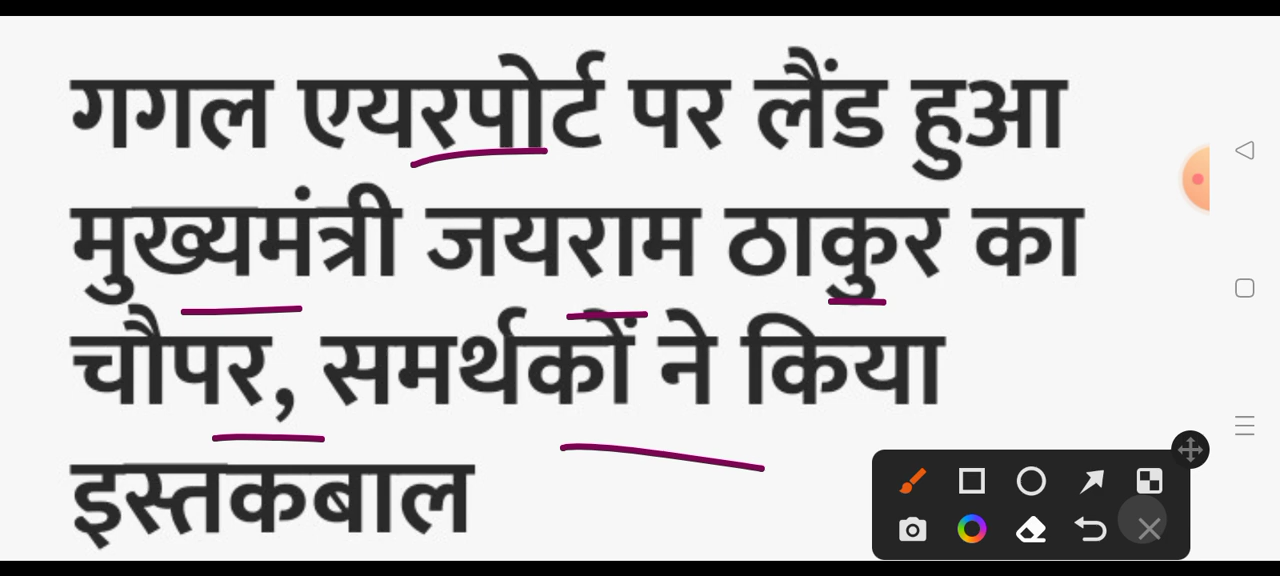 गगल एयरपोर्ट पर लैंड हुआ
मुख्यमंत्री जयराम ठाकुर का
चौपर, समर्थकों ने किया
इस्तकबाल